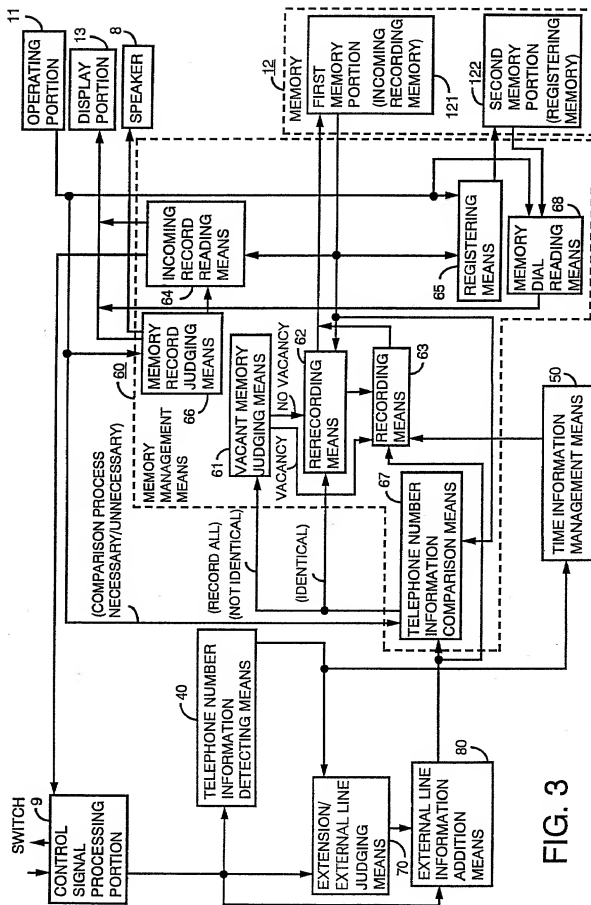 SWITCH
9
CONTROL
SIGNAL
PROCESSING
PORTION
(COMPARISON PROCESS
NECESSARY/UNNECESSARY)
11
OPERATING
PORTION
13
DISPLAY
PORTION
8
SPEAKER
60
MEMORY
MANAGEMENT
MEANS
MEMORY
RECORD
JUDGING
MEANS
66
64
INCOMING
RECORD
READING
MEANS
12
MEMORY
FIRST
MEMORY
PORTION
(INCOMING
RECORDING
MEMORY)
121
40
TELEPHONE NUMBER
INFORMATION
DETECTING MEANS
(RECORD ALL)
(NOT IDENTICAL)
(IDENTICAL)
61
VACANT MEMORY
JUDGING MEANS
VACANCY
NO VACANCY
62
RERECORDING
MEANS
RECORDING
MEANS
63
65
REGISTERING
MEANS
122
SECOND
MEMORY
PORTION
(REGISTERING
MEMORY)
MEMORY
DIAL
READING
MEANS
68
67
TELEPHONE NUMBER
INFORMATION
COMPARISON MEANS
EXTENSION/
EXTERNAL LINE
JUDGING
MEANS
70
80
EXTERNAL LINE
INFORMATION
ADDITION
MEANS
50
TIME INFORMATION
MANAGEMENT MEANS
FIG. 3